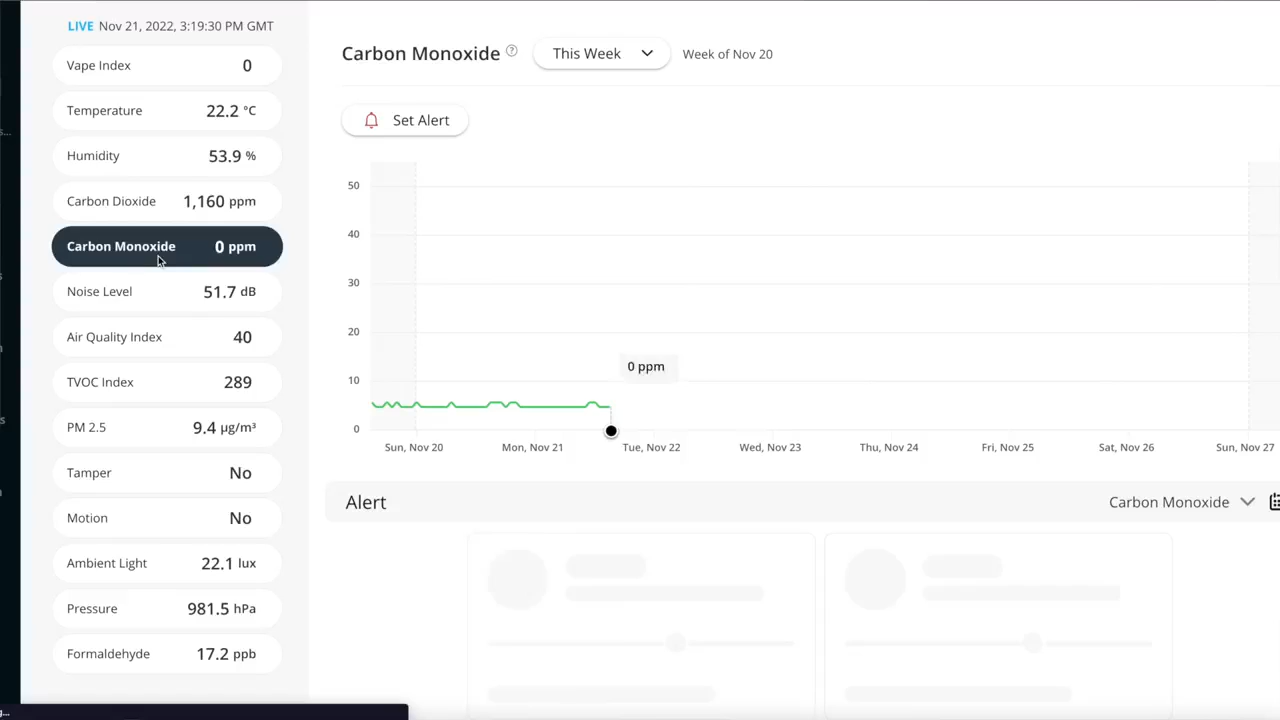 LIVE Nov 21, 2022, 3:19:30 PM GMT
Vape Index 0
Temperature 22.2 °C
Humidity 53.9 %
Carbon Dioxide 1,160 ppm
Carbon Monoxide 0 ppm
Noise Level 51.7 dB
Air Quality Index 40
TVOC Index 289
PM 2.5 9.4 µg/m³
Tamper No
Motion No
Ambient Light 22.1 lux
Pressure 981.5 hPa
Formaldehyde 17.2 ppb
Carbon Monoxide ? This Week Week of Nov 20
Set Alert
50
40
30
20
0 ppm
10
0
Sun, Nov 20 Mon, Nov 21 Tue, Nov 22 Wed, Nov 23 Thu, Nov 24 Fri, Nov 25 Sat, Nov 26 Sun, Nov 27
Alert Carbon Monoxide